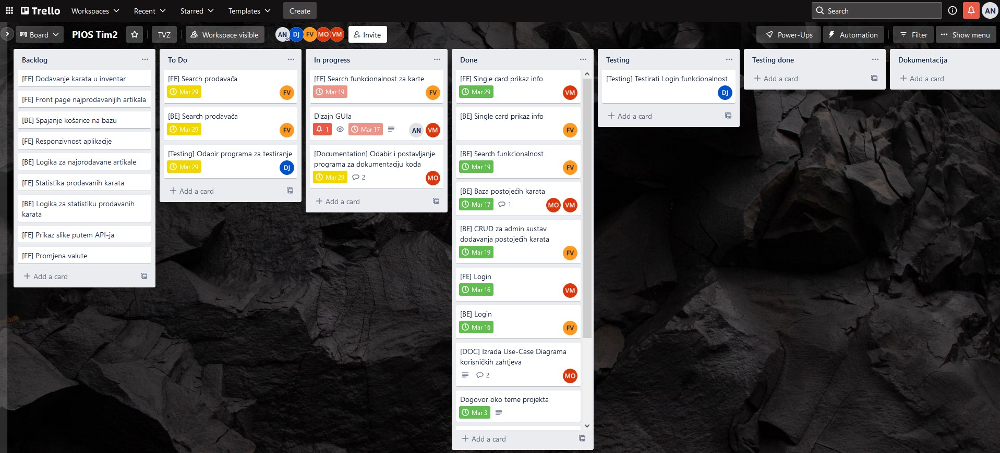 Trello Workspaces Recent Starred Templates Create Search AN
Board PIOS Tim2 TVZ Workspace visible AN DJ FV MO VM Invite Power-Ups Automation Filter Show menu
Backlog
[FE] Dodavanje karata u inventar
[FE] Front page najprodavanijih artikala
[BE] Spajanje košarice na bazu
[FE] Responzivnost aplikacije
[BE] Logika za najprodavane artikale
[FE] Statistika prodavanih karata
[BE] Logika za statistiku prodavanih
karata
[FE] Prikaz slike putem API-ja
[FE] Promjena valute
Add a card
To Do
[FE] Search prodavača
Mar 29 FV
[BE] Search prodavača
Mar 29 FV
[Testing] Odabir programa za testiranje
Mar 29 DJ
Add a card
In progress
[FE] Search funkcionalnost za karte
Mar 19 FV
Dizajn GUIa
1 Mar 17 AN VM
[Documentation] Odabir i postavljanje
programa za dokumentaciju koda
Mar 29 2 MO
Add a card
Done
[FE] Single card prikaz info
Mar 29 VM
[BE] Single card prikaz info
FV
[BE] Search funkcionalnost
Mar 19 FV
[BE] Baza postojećih karata
Mar 17 1 MO VM
[BE] CRUD za admin sustav
dodavanja postojećih karata
Mar 19 FV
[FE] Login
Mar 16 VM
[BE] Login
Mar 16 FV
[DOC] Izrada Use-Case Diagrama
korisničkih zahtjeva
2 MO
Dogovor oko teme projekta
Mar 3
Add a card
Testing
[Testing] Testirati Login funkcionalnost
DJ
Add a card
Testing done
Add a card
Dokumentacija
Add a card